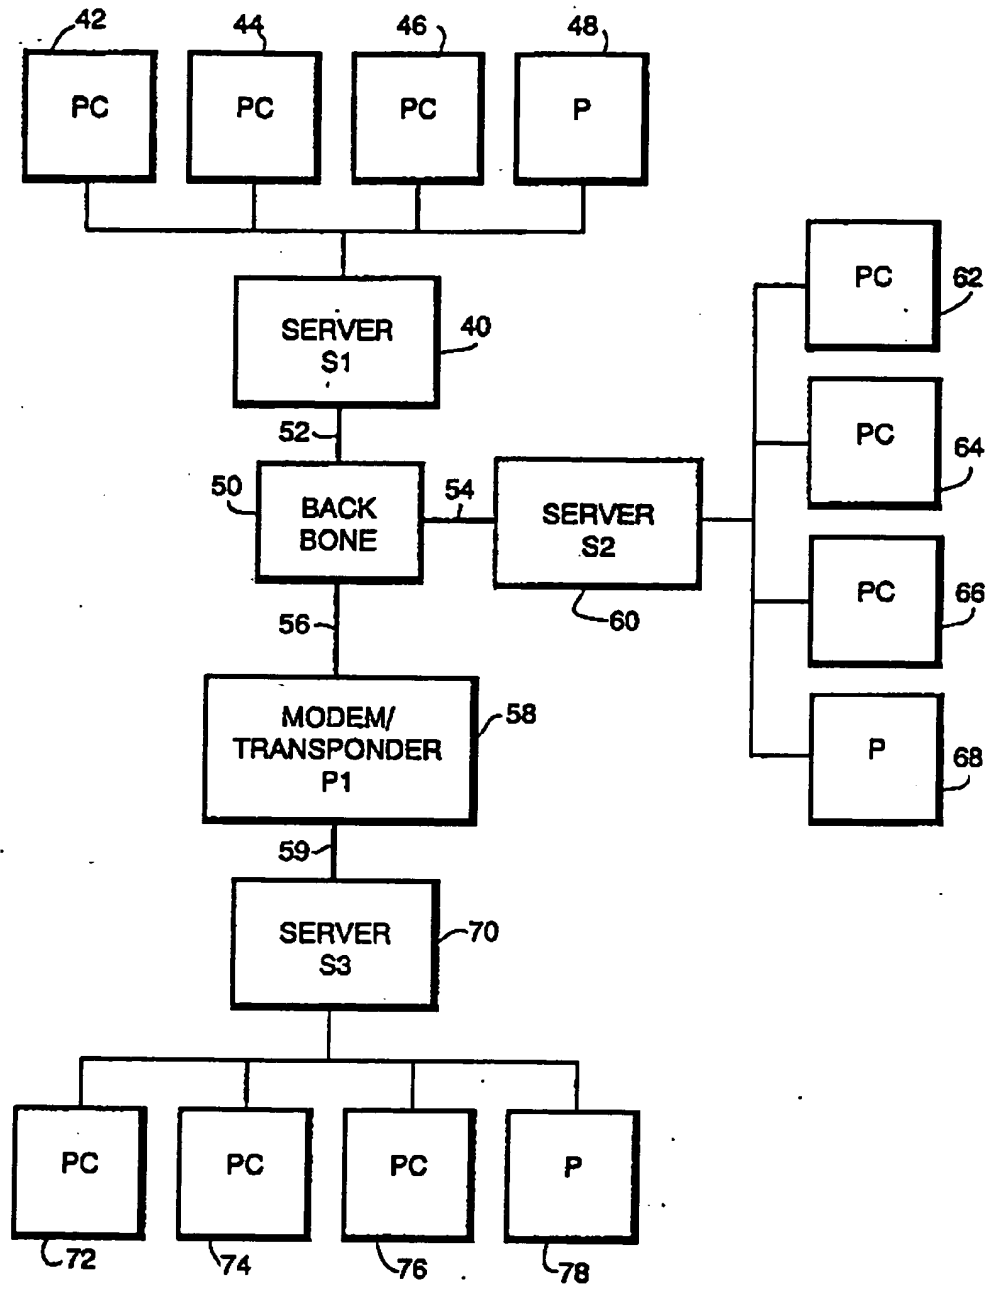 42
44
46
48
PC
PC
PC
P
SERVER
S1
40
PC
62
52
50
BACK
BONE
54
SERVER
S2
60
PC
64
56
PC
66
MODEM/
TRANSPONDER
P1
58
P
68
59
SERVER
S3
70
PC
PC
PC
P
72
74
76
78